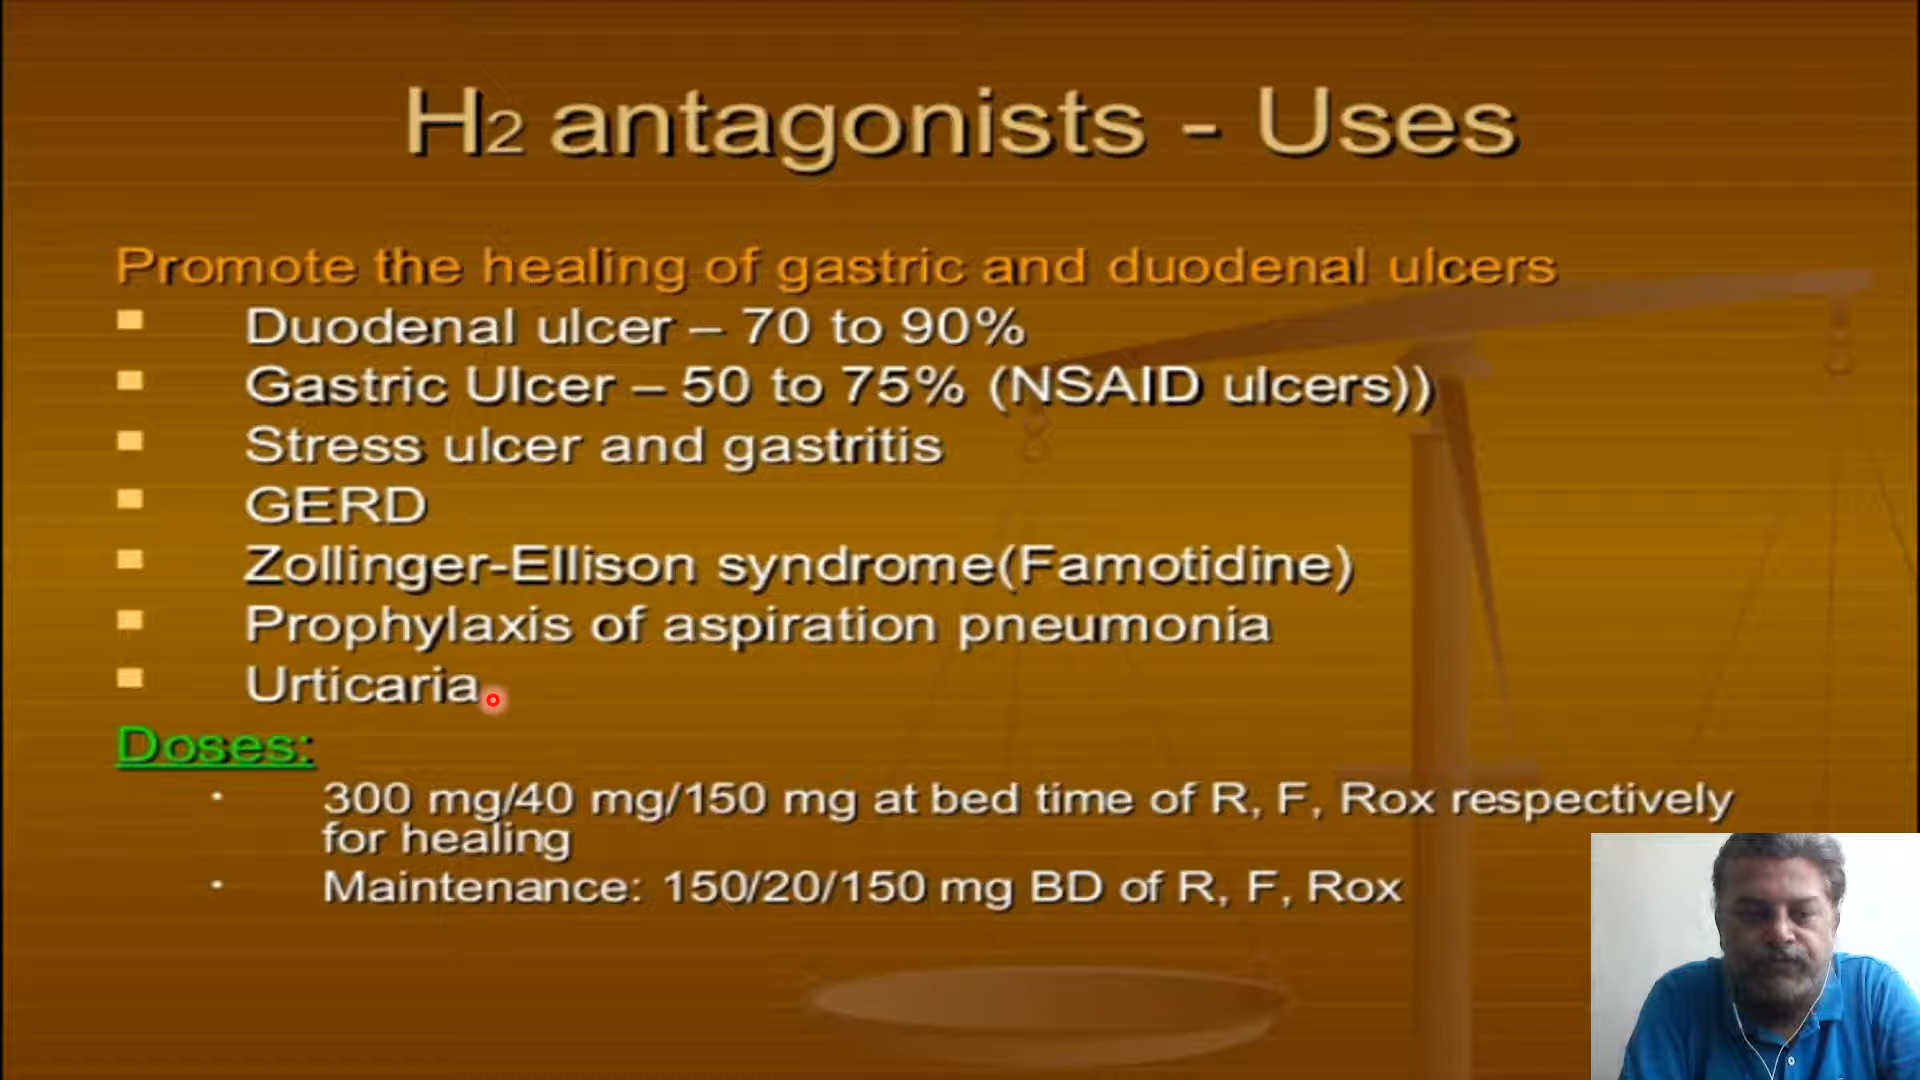 H2 antagonists - Uses
Promote the healing of gastric and duodenal ulcers
Duodenal ulcer – 70 to 90%
Gastric Ulcer – 50 to 75% (NSAID ulcers))
Stress ulcer and gastritis
GERD
Zollinger-Ellison syndrome(Famotidine)
Prophylaxis of aspiration pneumonia
Urticaria
Doses:
300 mg/40 mg/150 mg at bed time of R, F, Rox respectively
for healing
Maintenance: 150/20/150 mg BD of R, F, Rox